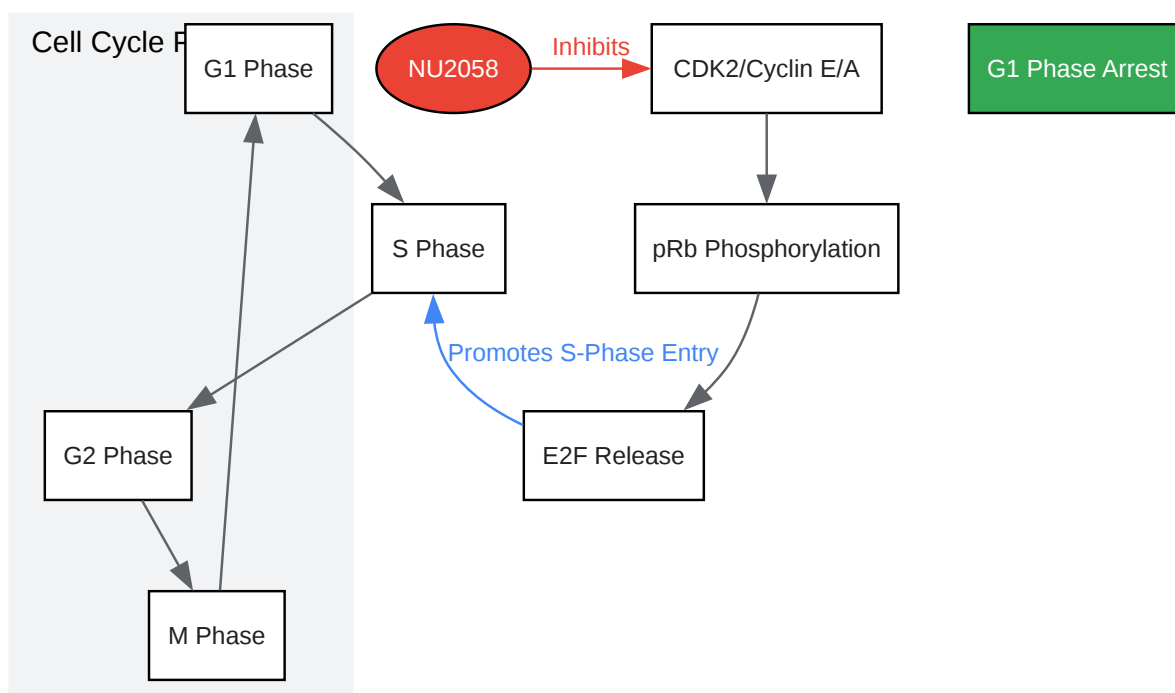 Cell Cycle
G1 Phase
NU2058
Inhibits
CDK2/Cyclin E/A
G1 Phase Arrest
S Phase
pRb Phosphorylation
Promotes S-Phase Entry
G2 Phase
E2F Release
M Phase